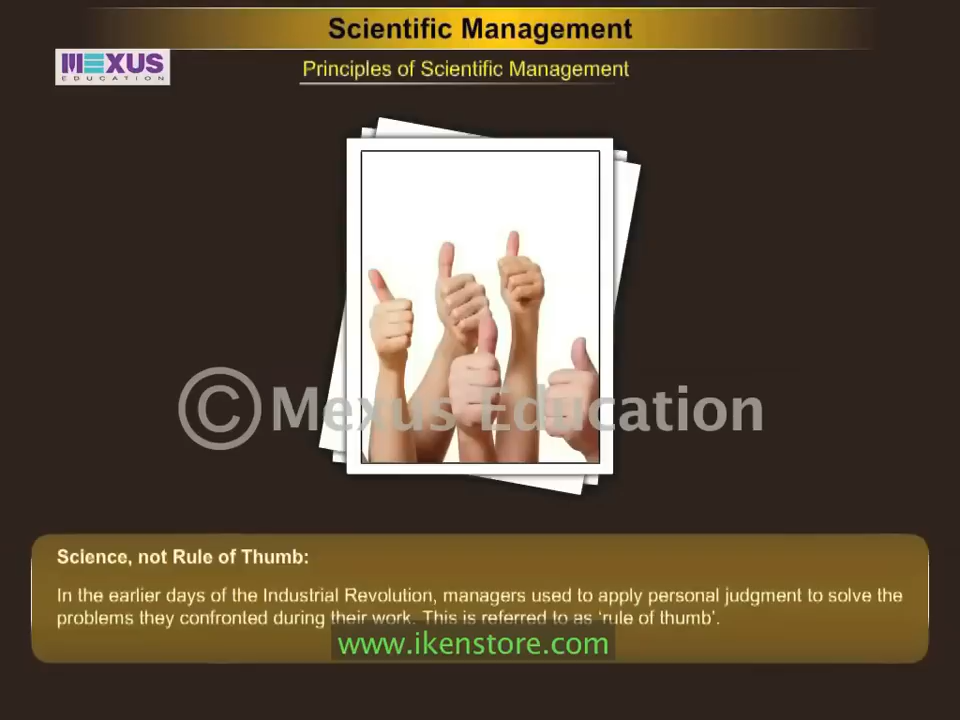 Scientific Management
MEXUS
EDUCATION
Principles of Scientific Management
© Mexus Education
Science, not Rule of Thumb:
In the earlier days of the Industrial Revolution, managers used to apply personal judgment to solve the
problems they confronted during their work. This is referred to as ‘rule of thumb’.
www.ikenstore.com